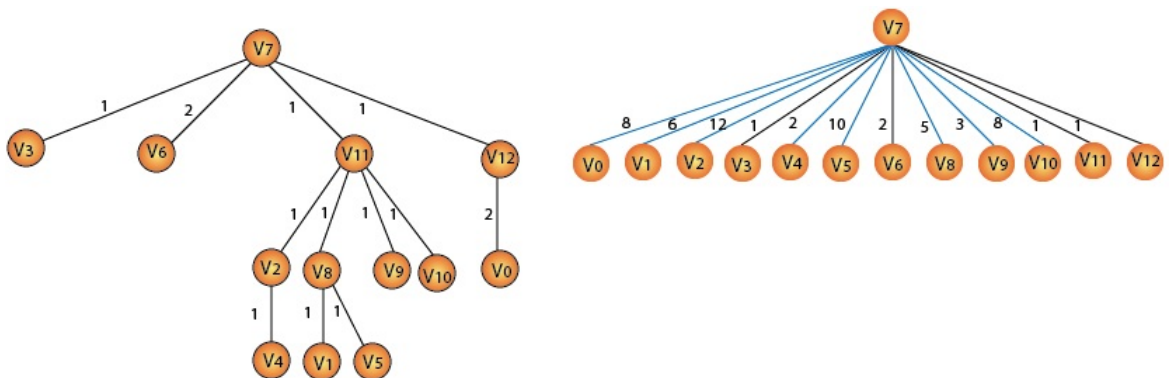 V7
1 2 1 1
V3 V6 V11 V12
1 1 1 1 2
V2 V8 V9 V10 V0
1 1 1
V4 V1 V5
V7
8 6 12 1 2 10 2 5 3 8 1 1
V0 V1 V2 V3 V4 V5 V6 V8 V9 V10 V11 V12